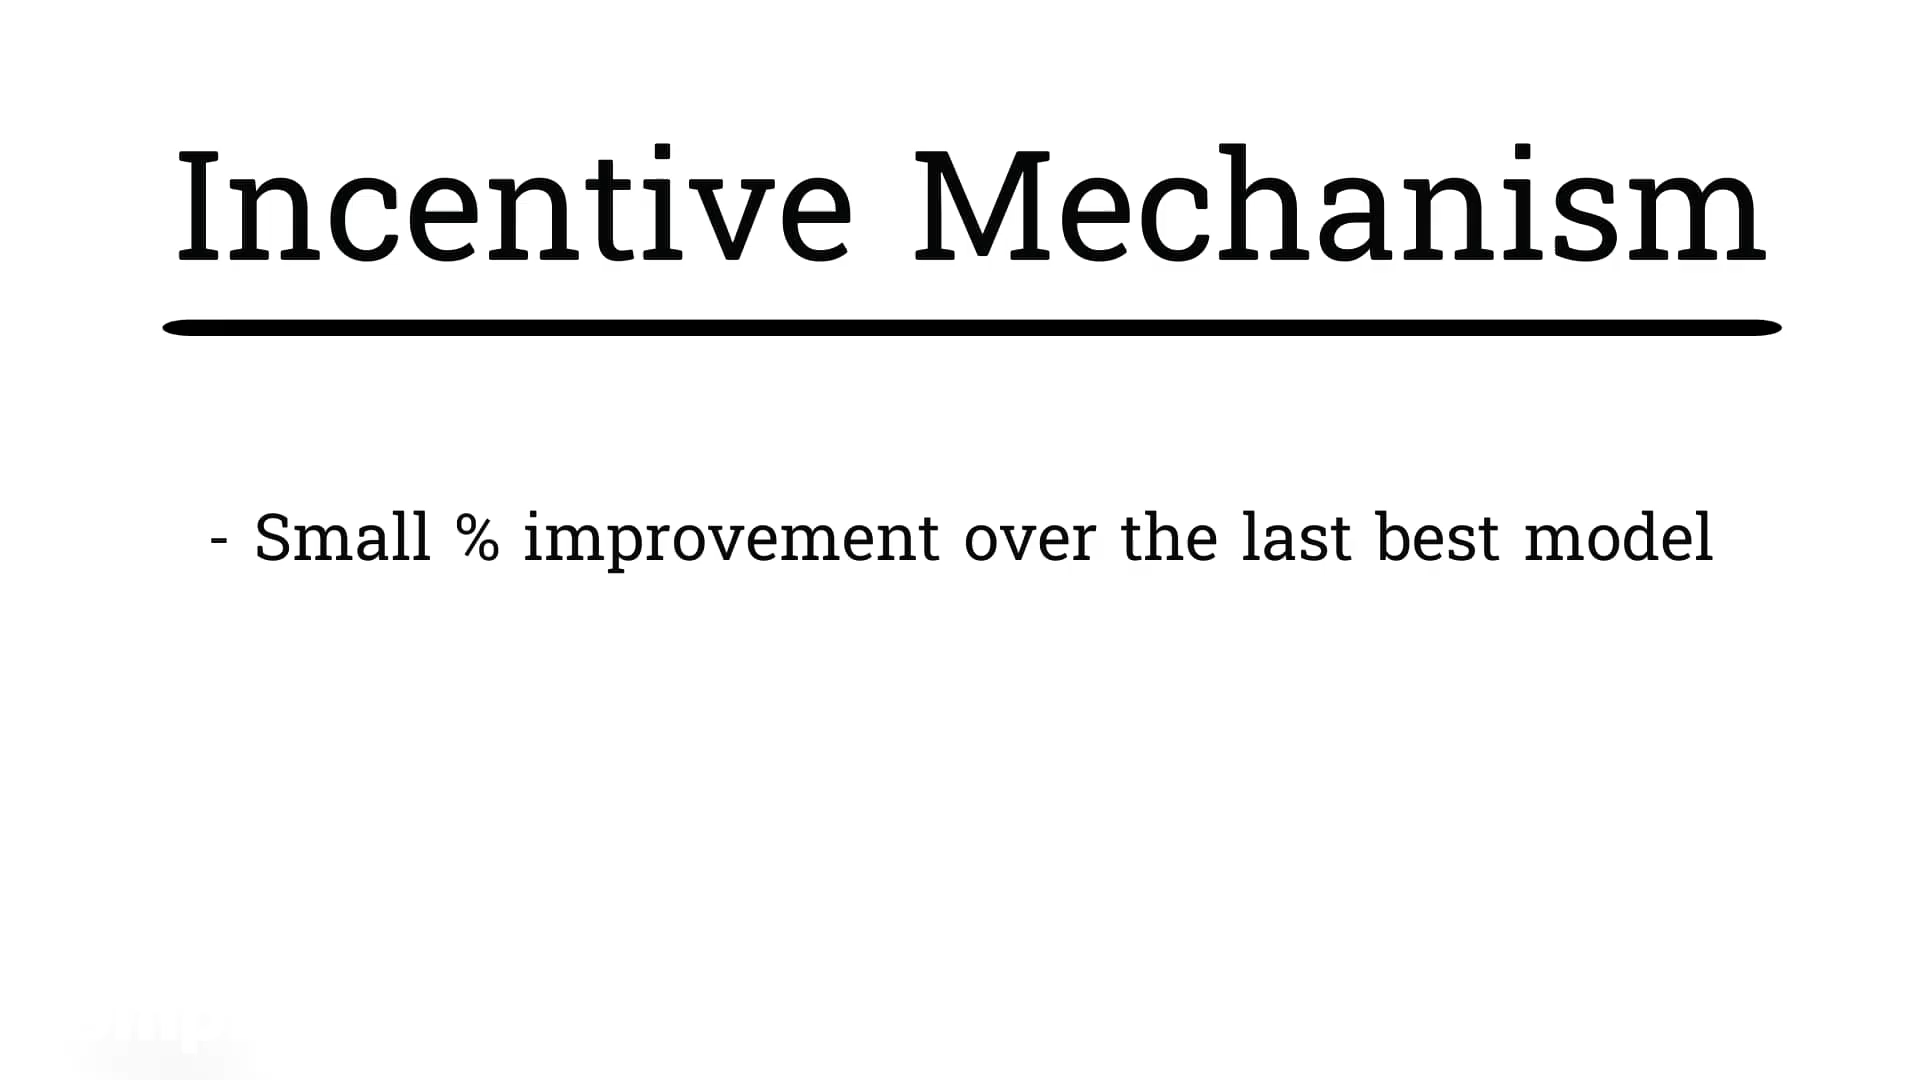 Incentive Mechanism
- Small % improvement over the last best model